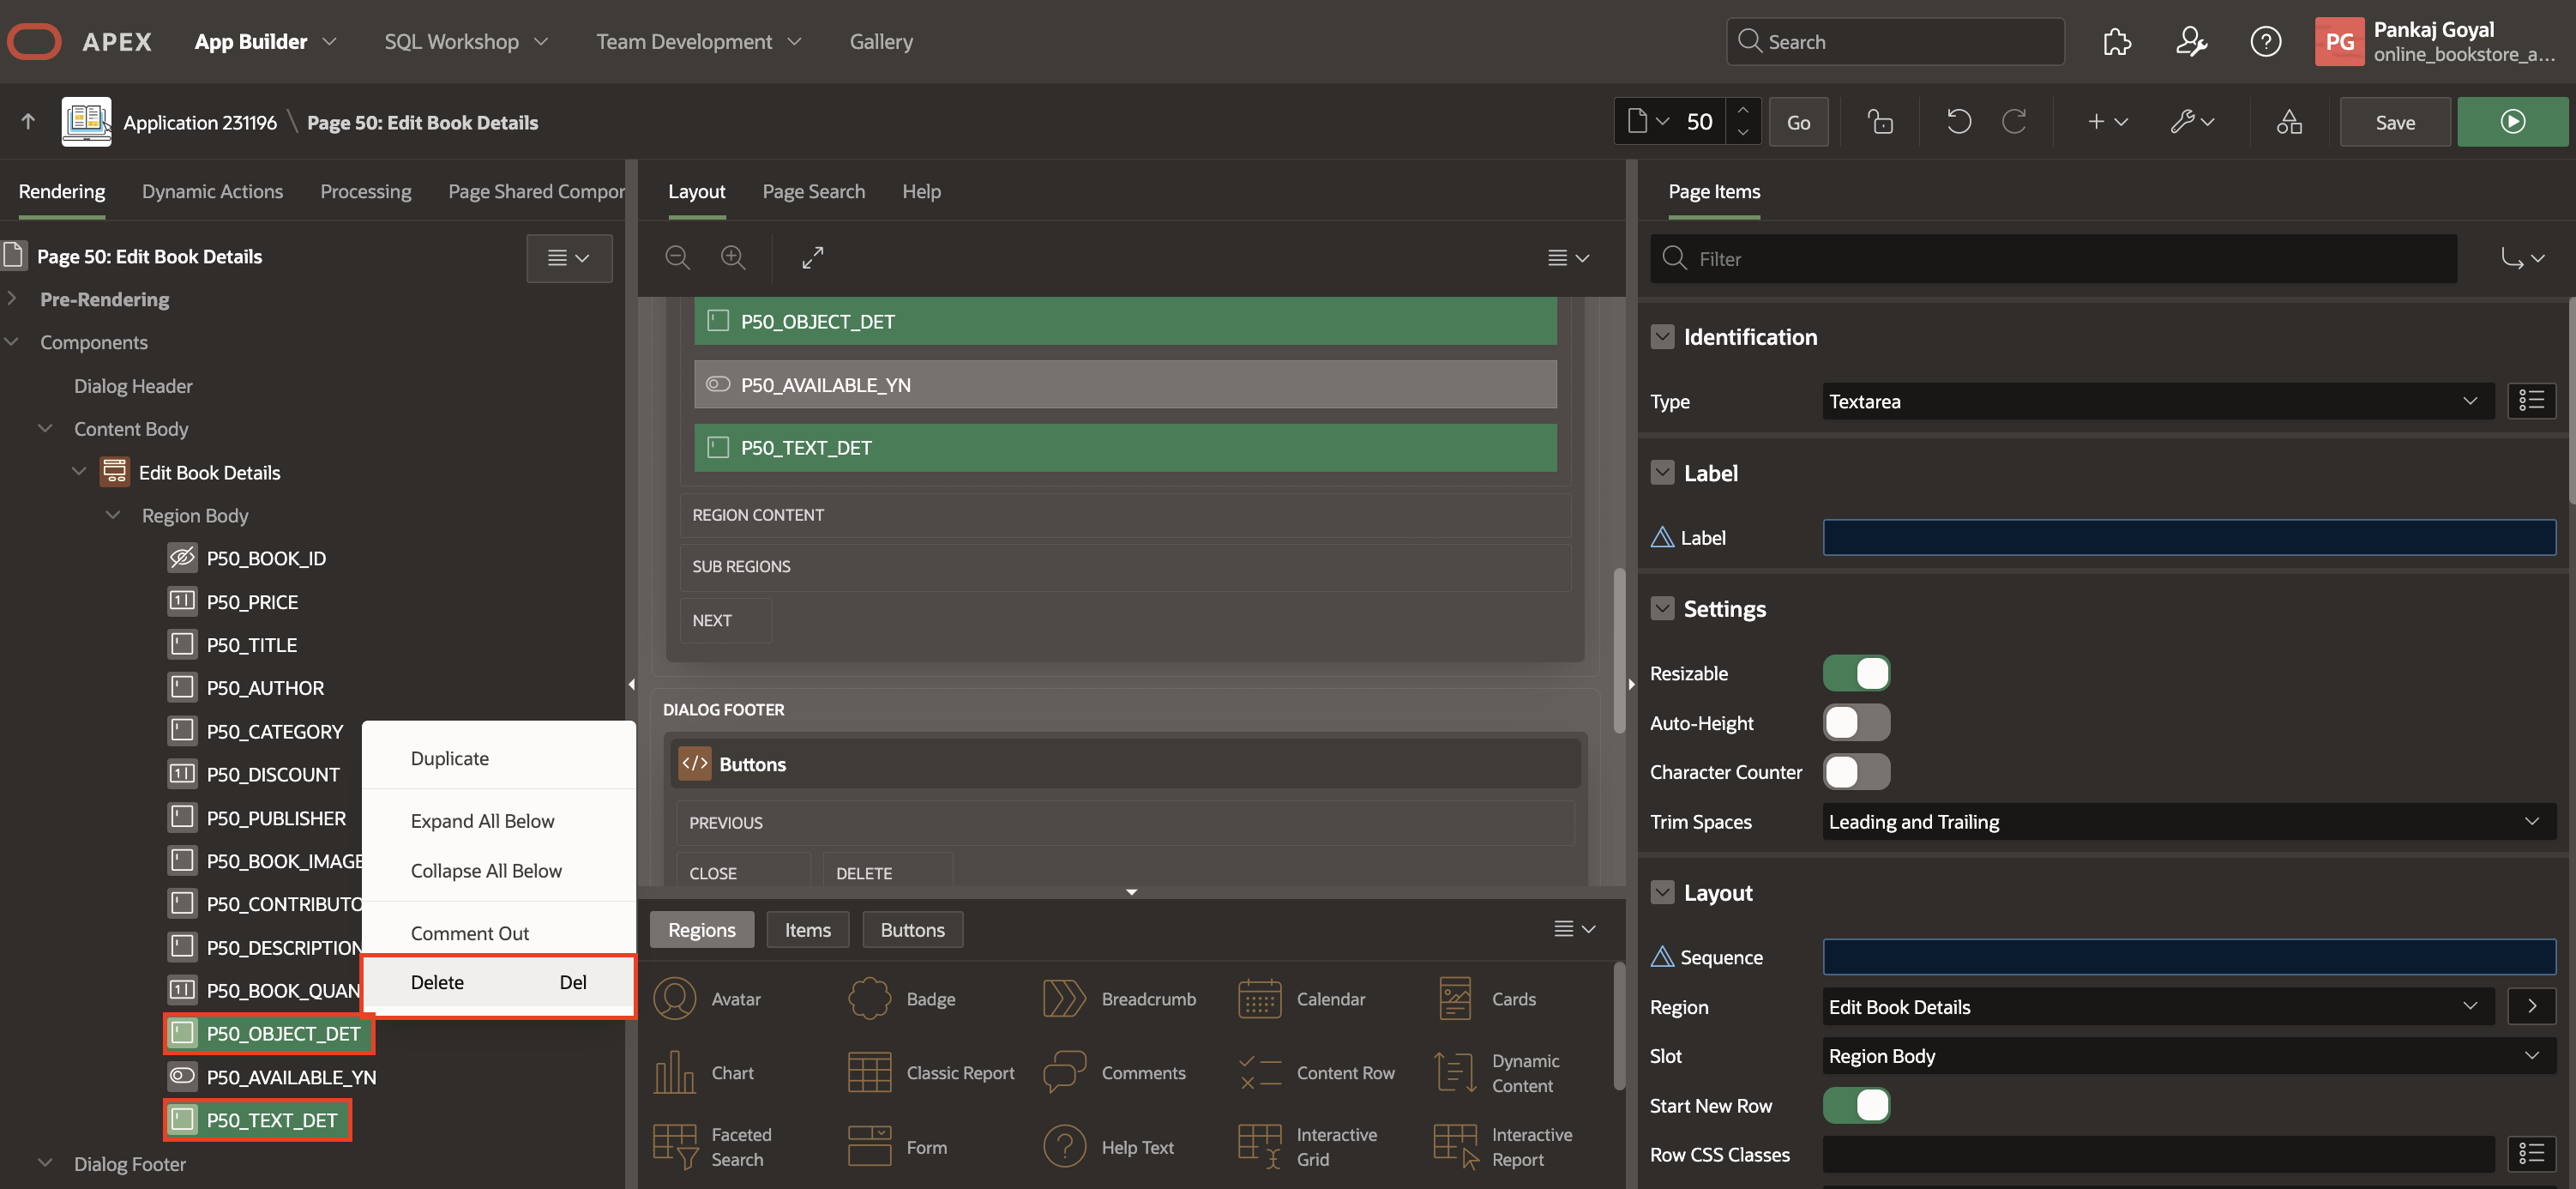 APEX App Builder SQL Workshop Team Development Gallery Search PG Pankaj Goyal
online_bookstore_a...
Application 231196 \ Page 50: Edit Book Details 50 Go Save
Rendering Dynamic Actions Processing Page Shared Compor
Page 50: Edit Book Details
Pre-Rendering
Components
Dialog Header
Content Body
Edit Book Details
Region Body
P50_BOOK_ID
P50_PRICE
P50_TITLE
P50_AUTHOR
P50_CATEGORY
P50_DISCOUNT
P50_PUBLISHER
P50_BOOK_IMAGE
P50_CONTRIBUTO
P50_DESCRIPTION
P50_BOOK_QUAN
P50_OBJECT_DET
P50_AVAILABLE_YN
P50_TEXT_DET
Dialog Footer
Duplicate
Expand All Below
Collapse All Below
Comment Out
Delete Del
Layout Page Search Help
P50_OBJECT_DET
P50_AVAILABLE_YN
P50_TEXT_DET
REGION CONTENT
SUB REGIONS
NEXT
DIALOG FOOTER
</> Buttons
PREVIOUS
CLOSE DELETE
Regions Items Buttons
Avatar Badge Breadcrumb Calendar Cards
Chart Classic Report Comments Content Row Dynamic
Content
Faceted
Search Form Help Text Interactive
Grid Interactive
Report
Page Items
Filter
Identification
Type Textarea
Label
Label
Settings
Resizable
Auto-Height
Character Counter
Trim Spaces Leading and Trailing
Layout
Sequence
Region Edit Book Details
Slot Region Body
Start New Row
Row CSS Classes